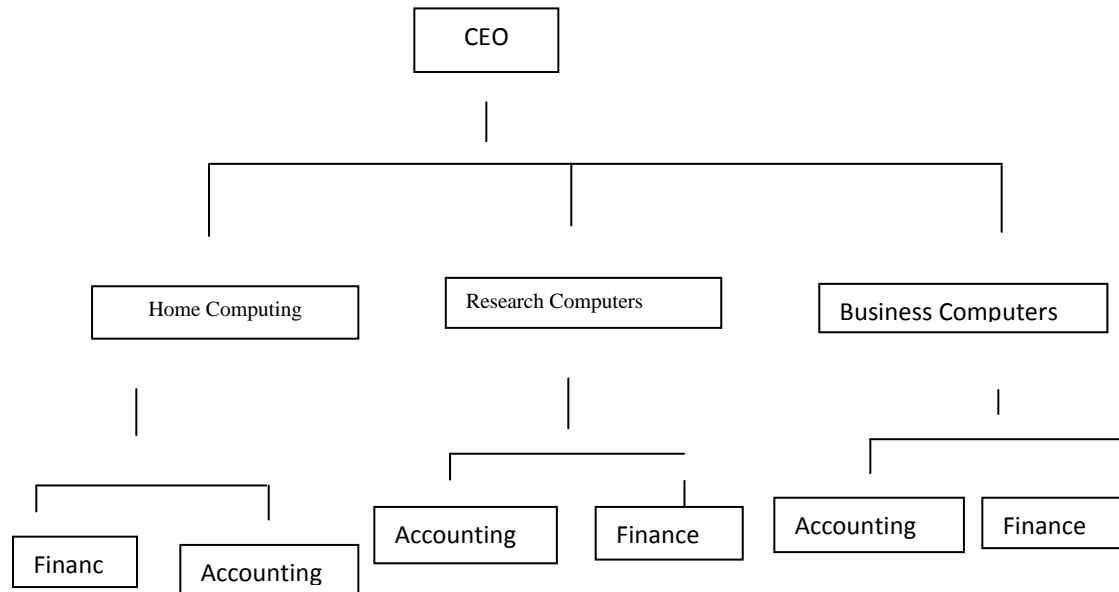 CEO
Home Computing
Research Computers
Business Computers
Financ
Accounting
Accounting
Finance
Accounting
Finance